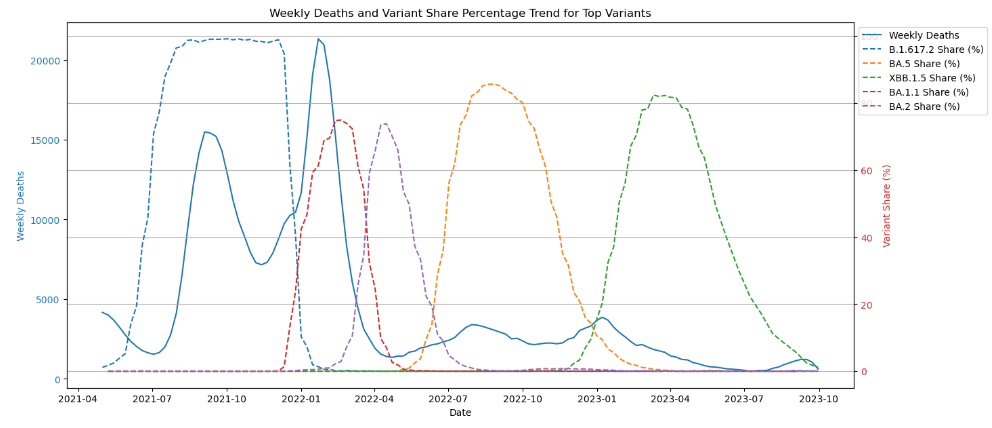 Weekly Deaths and Variant Share Percentage Trend for Top Variants
Weekly Deaths
B.1.617.2 Share (%)
BA.5 Share (%)
XBB.1.5 Share (%)
BA.1.1 Share (%)
BA.2 Share (%)
20000
15000
10000
5000
0
Weekly Deaths
60
40
20
0
Variant Share (%)
2021-04
2021-07
2021-10
2022-01
2022-04
2022-07
2022-10
2023-01
2023-04
2023-07
2023-10
Date